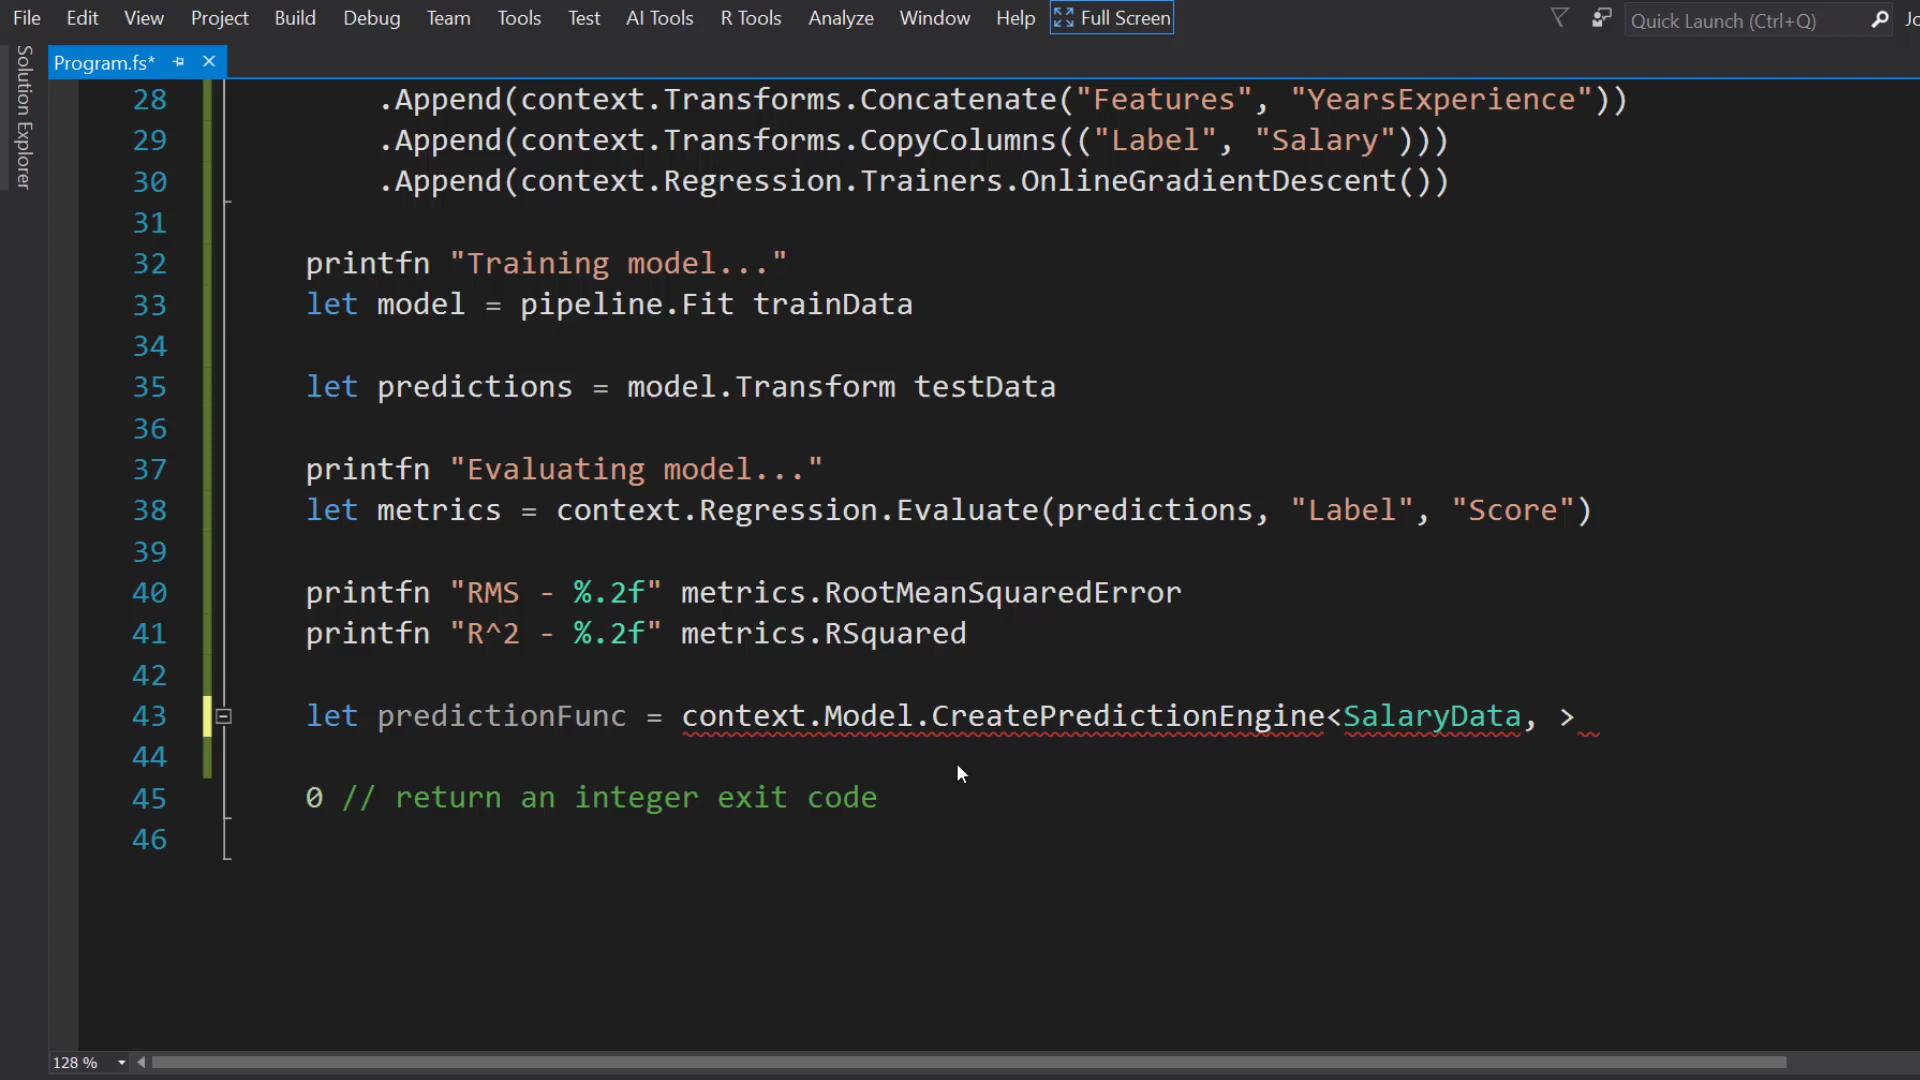 File Edit View Project Build Debug Team Tools Test AI Tools R Tools Analyze Window Help Full Screen Quick Launch (Ctrl+Q)
Solution Explorer
Program.fs*
28 .Append(context.Transforms.Concatenate("Features", "YearsExperience"))
29 .Append(context.Transforms.CopyColumns(("Label", "Salary")))
30 .Append(context.Regression.Trainers.OnlineGradientDescent())
31
32 printfn "Training model..."
33 let model = pipeline.Fit trainData
34
35 let predictions = model.Transform testData
36
37 printfn "Evaluating model..."
38 let metrics = context.Regression.Evaluate(predictions, "Label", "Score")
39
40 printfn "RMS - %.2f" metrics.RootMeanSquaredError
41 printfn "R^2 - %.2f" metrics.RSquared
42
43 let predictionFunc = context.Model.CreatePredictionEngine<SalaryData, >
44
45 0 // return an integer exit code
46
128 %